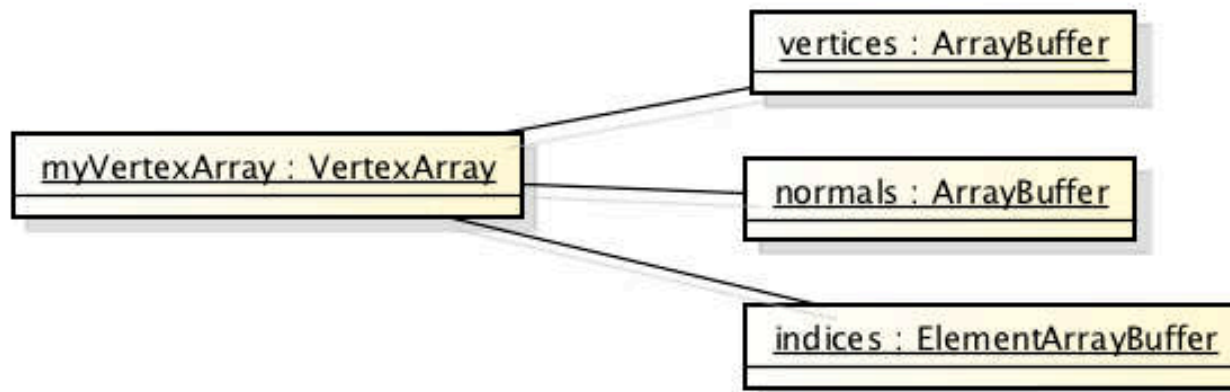 vertices : ArrayBuffer
myVertexArray : VertexArray
normals : ArrayBuffer
indices : ElementArrayBuffer